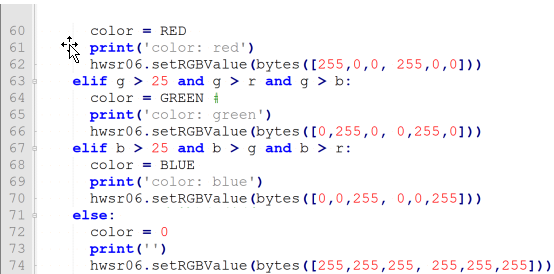 60 color = RED
61 print('color: red')
62 hwsr06.setRGBValue(bytes([255,0,0, 255,0,0]))
63 elif g > 25 and g > r and g > b:
64 color = GREEN #
65 print('color: green')
66 hwsr06.setRGBValue(bytes([0,255,0, 0,255,0]))
67 elif b > 25 and b > g and b > r:
68 color = BLUE
69 print('color: blue')
70 hwsr06.setRGBValue(bytes([0,0,255, 0,0,255]))
71 else:
72 color = 0
73 print('')
74 hwsr06.setRGBValue(bytes([255,255,255, 255,255,255]))